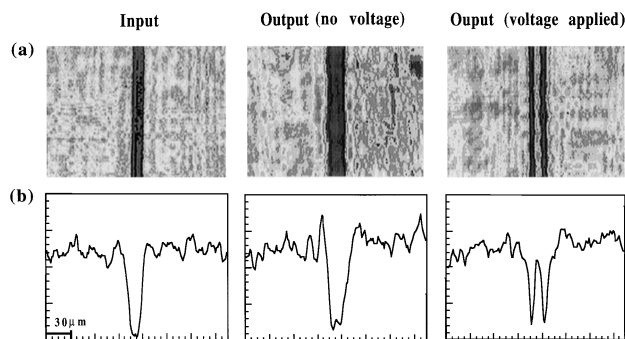 Input
Output (no voltage)
Ouput (voltage applied)
(a)
(b)
30μm